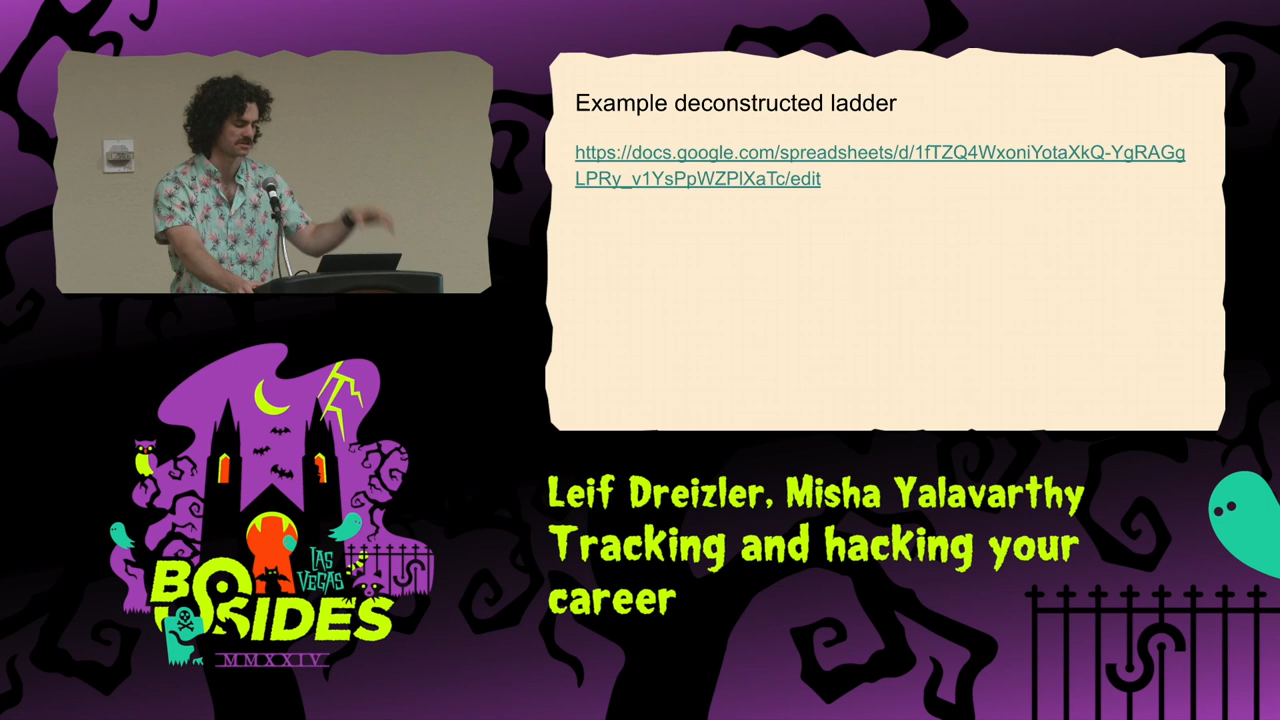 Example deconstructed ladder
https://docs.google.com/spreadsheets/d/1fTZQ4WxoniYotaXkQ-YgRAGg
LPRy_v1YsPpWZPlXaTc/edit
LAS
VEGAS
BSIDES
MMXXIV
Leif Dreizler, Misha Yalavarthy
Tracking and hacking your
career